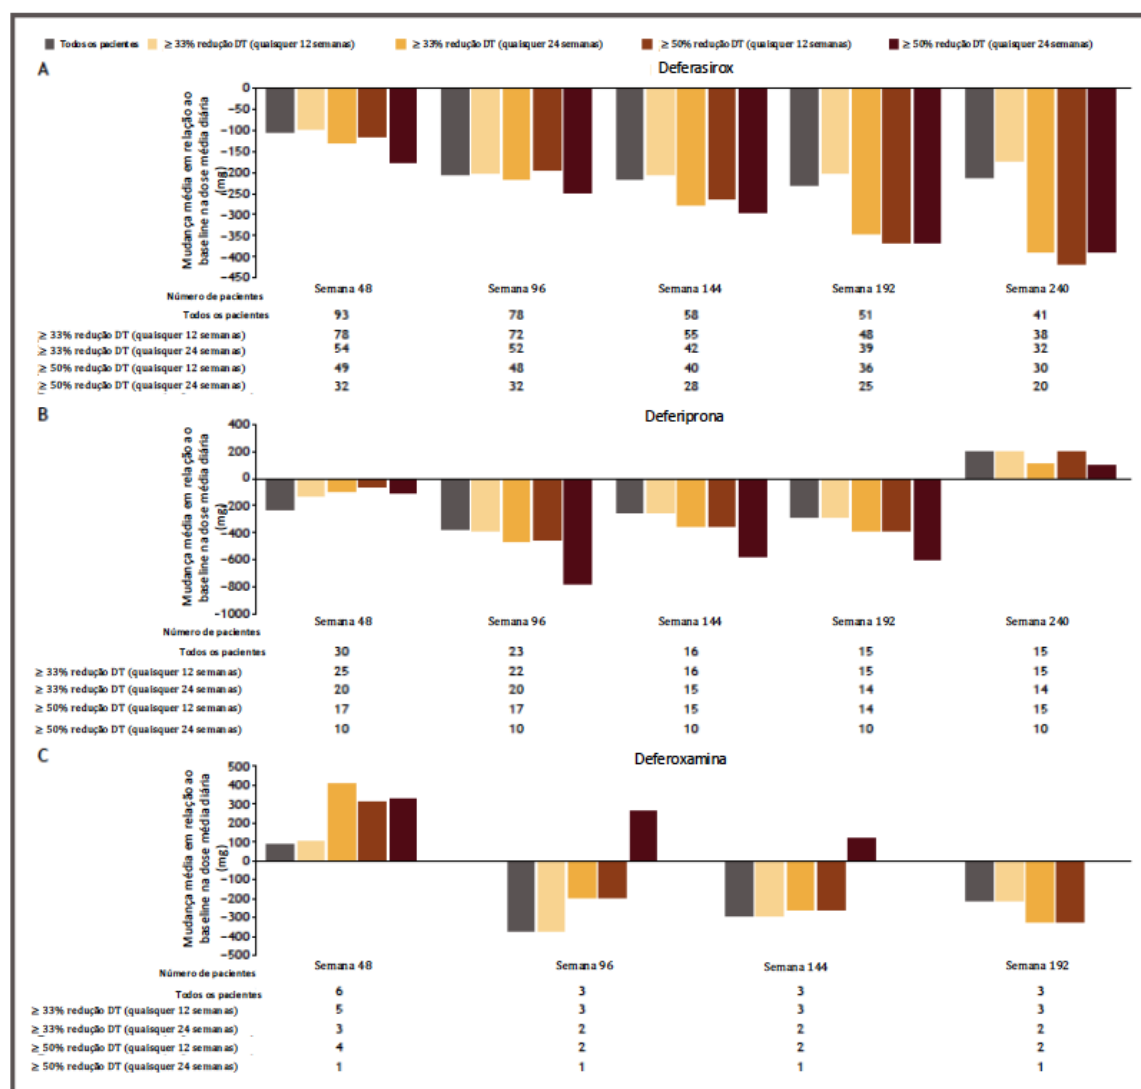 Todos os pacientes ≥ 33% redução DT (quaisquer 12 semanas) ≥ 33% redução DT (quaisquer 24 semanas) ≥ 50% redução DT (quaisquer 12 semanas) ≥ 50% redução DT (quaisquer 24 semanas)
A
Deferasirox
Mudança média em relação ao
baseline na dose média diária
(mg)
0
−50
−100
−150
−200
−250
−300
−350
−400
−450
Semana 48 Semana 96 Semana 144 Semana 192 Semana 240
Número de pacientes
Todos os pacientes 93 78 58 51 41
≥ 33% redução DT (quaisquer 12 semanas) 78 72 55 48 38
≥ 33% redução DT (quaisquer 24 semanas) 54 52 42 39 32
≥ 50% redução DT (quaisquer 12 semanas) 49 48 40 36 30
≥ 50% redução DT (quaisquer 24 semanas) 32 32 28 25 20
B
Deferiprona
Mudança média em relação ao
baseline na dose média diária
(mg)
400
200
0
−200
−400
−600
−800
−1000
Semana 48 Semana 96 Semana 144 Semana 192 Semana 240
Número de pacientes
Todos os pacientes 30 23 16 15 15
≥ 33% redução DT (quaisquer 12 semanas) 25 22 16 15 15
≥ 33% redução DT (quaisquer 24 semanas) 20 20 15 14 14
≥ 50% redução DT (quaisquer 12 semanas) 17 17 15 14 15
≥ 50% redução DT (quaisquer 24 semanas) 10 10 10 10 10
C
Deferoxamina
Mudança média em relação ao
baseline na dose média diária
(mg)
500
400
300
200
100
0
−100
−200
−300
−400
−500
Semana 48 Semana 96 Semana 144 Semana 192
Número de pacientes
Todos os pacientes 6 3 3 3
≥ 33% redução DT (quaisquer 12 semanas) 5 3 3 3
≥ 33% redução DT (quaisquer 24 semanas) 3 2 2 2
≥ 50% redução DT (quaisquer 12 semanas) 4 2 2 2
≥ 50% redução DT (quaisquer 24 semanas) 1 1 1 1